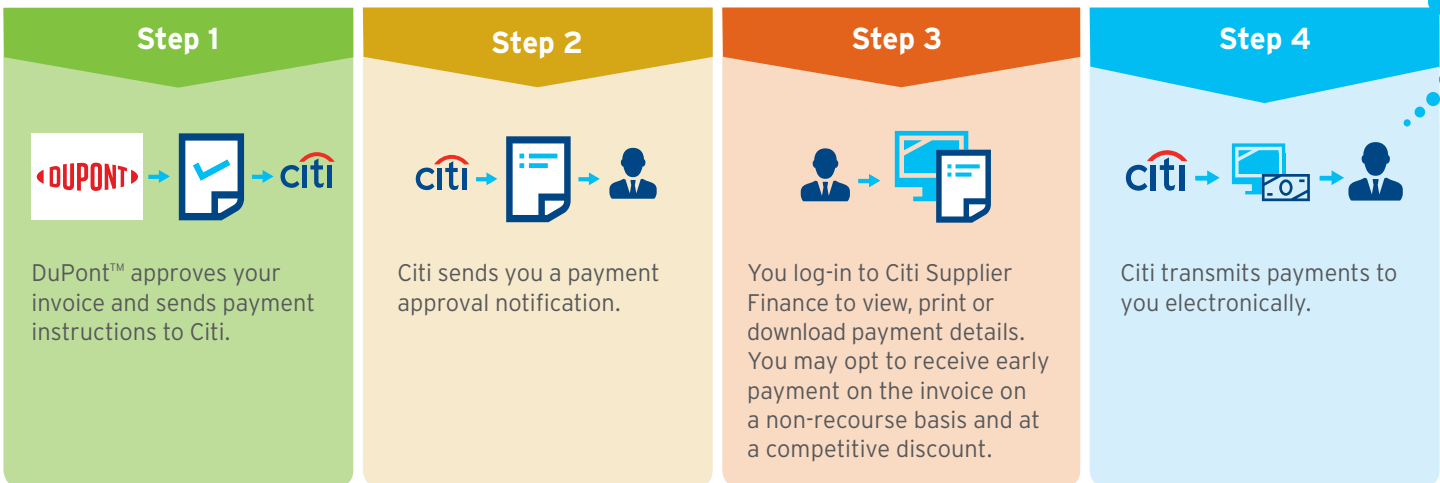 Step 1
DUPONT
citi
DuPont™ approves your
invoice and sends payment
instructions to Citi.
Step 2
citi
Citi sends you a payment
approval notification.
Step 3
You log-in to Citi Supplier
Finance to view, print or
download payment details.
You may opt to receive early
payment on the invoice on
a non-recourse basis and at
a competitive discount.
Step 4
citi
Citi transmits payments to
you electronically.